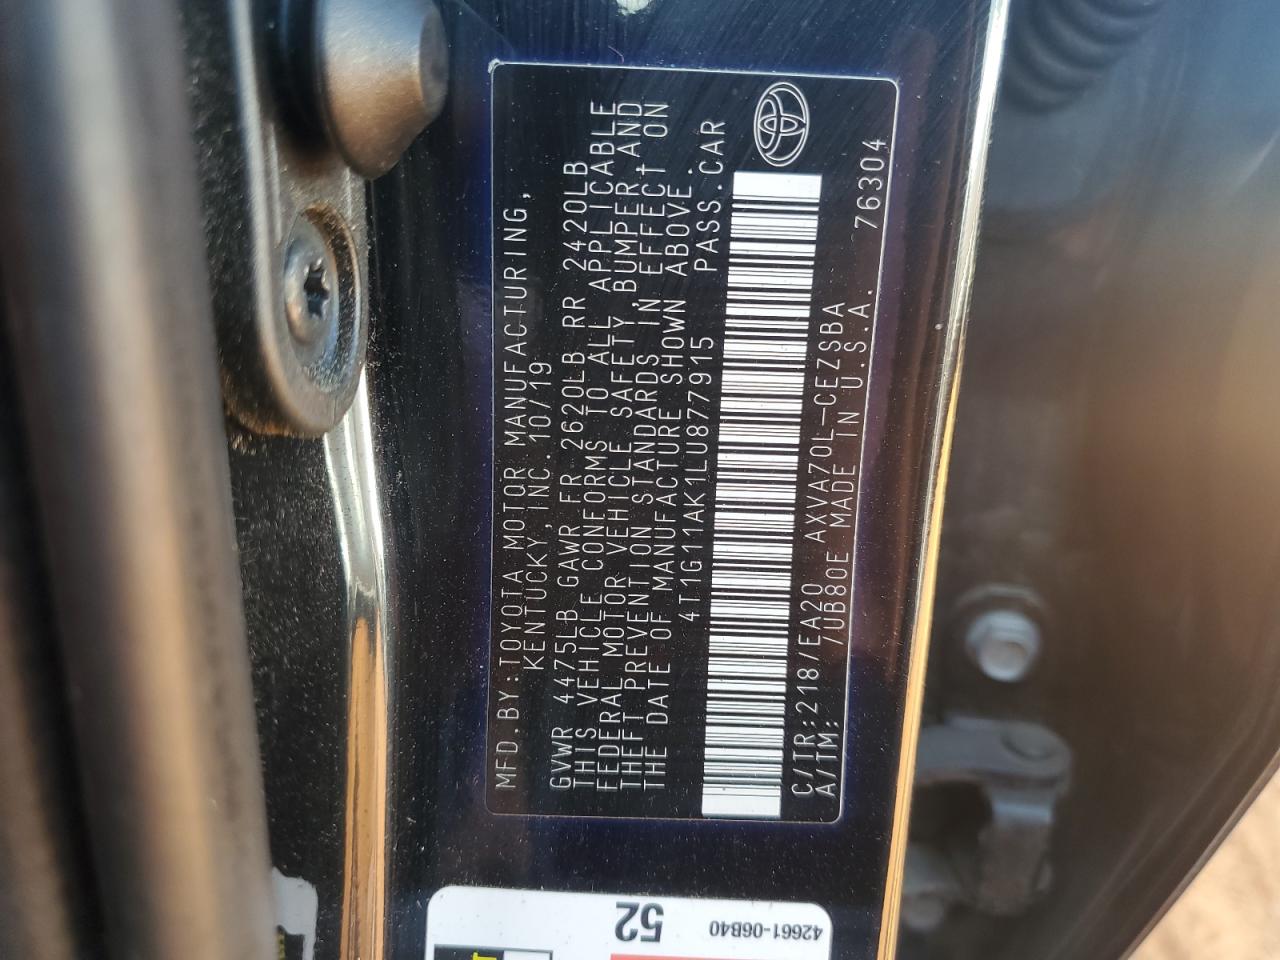 MFD.BY:TOYOTA MOTOR MANUFACTURING,
KENTUCKY, INC. 10/19
GVWR 4475LB GAWR FR 2620LB RR 2420LB
THIS VEHICLE CONFORMS TO ALL APPLICABLE
FEDERAL MOTOR VEHICLE SAFETY, BUMPER, AND
THEFT PREVENTION STANDARDS IN EFFECT ON
THE DATE OF MANUFACTURE SHOWN ABOVE.
4T1G11AK1LU877915 PASS.CAR
C/TR:218/EA20 AXVA70L-CEZSBA
A/TM: /UB80E MADE IN U.S.A. 76304
52
42661-06B40